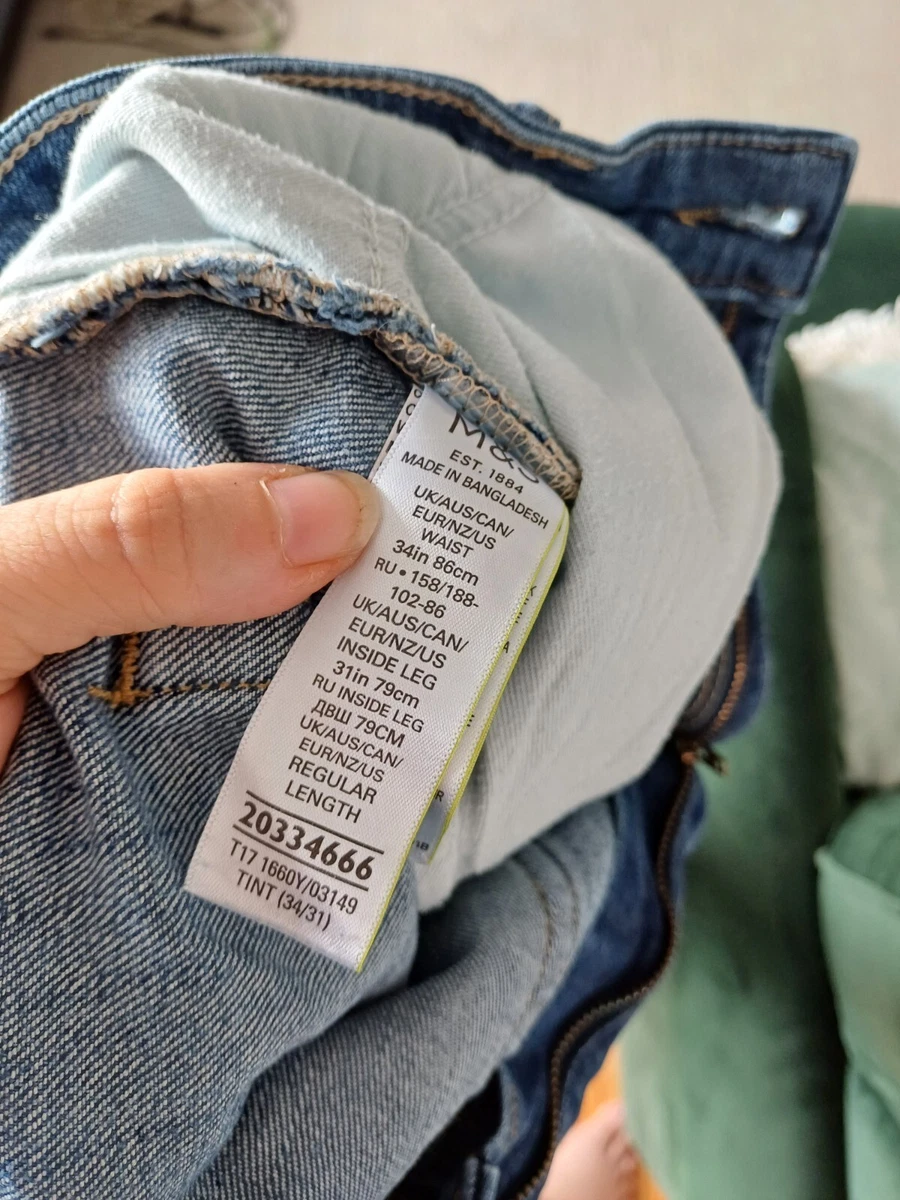 M&S
EST. 1884
MADE IN BANGLADESH
UK/AUS/CAN/
EUR/NZ/US
WAIST
34in 86cm
RU • 158/188-
102-86
UK/AUS/CAN/
EUR/NZ/US
INSIDE LEG
31in 79cm
RU INSIDE LEG
ДВШ 79СМ
UK/AUS/CAN/
EUR/NZ/US
REGULAR
LENGTH
20334666
T17 1660Y/03149
TINT (34/31)